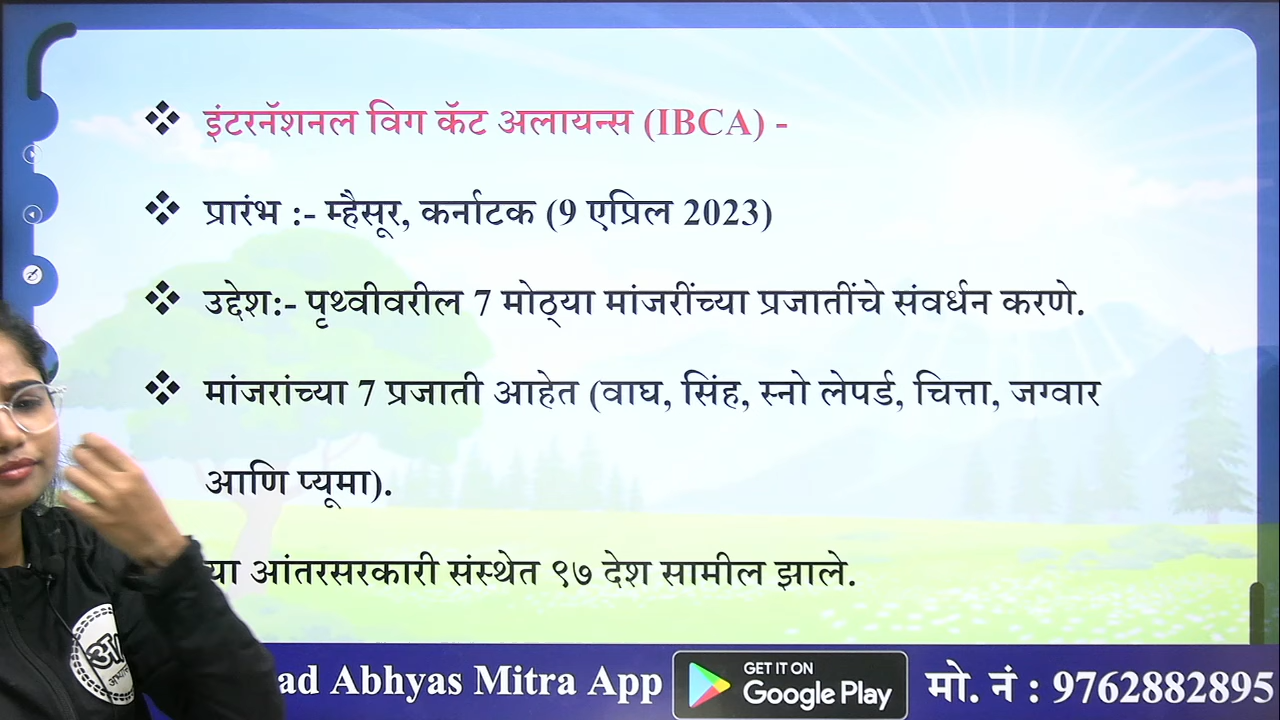 ❖ इंटरनॅशनल विग कॅट अलायन्स (IBCA) -
❖ प्रारंभ :- म्हैसूर, कर्नाटक (9 एप्रिल 2023)
❖ उद्देश:- पृथ्वीवरील 7 मोठ्या मांजरींच्या प्रजातींचे संवर्धन करणे.
❖ मांजरांच्या 7 प्रजाती आहेत (वाघ, सिंह, स्नो लेपर्ड, चित्ता, जग्वार
आणि प्यूमा).
या आंतरसरकारी संस्थेत ९७ देश सामील झाले.
ad Abhyas Mitra App
GET IT ON
Google Play
मो. नं : 9762882895